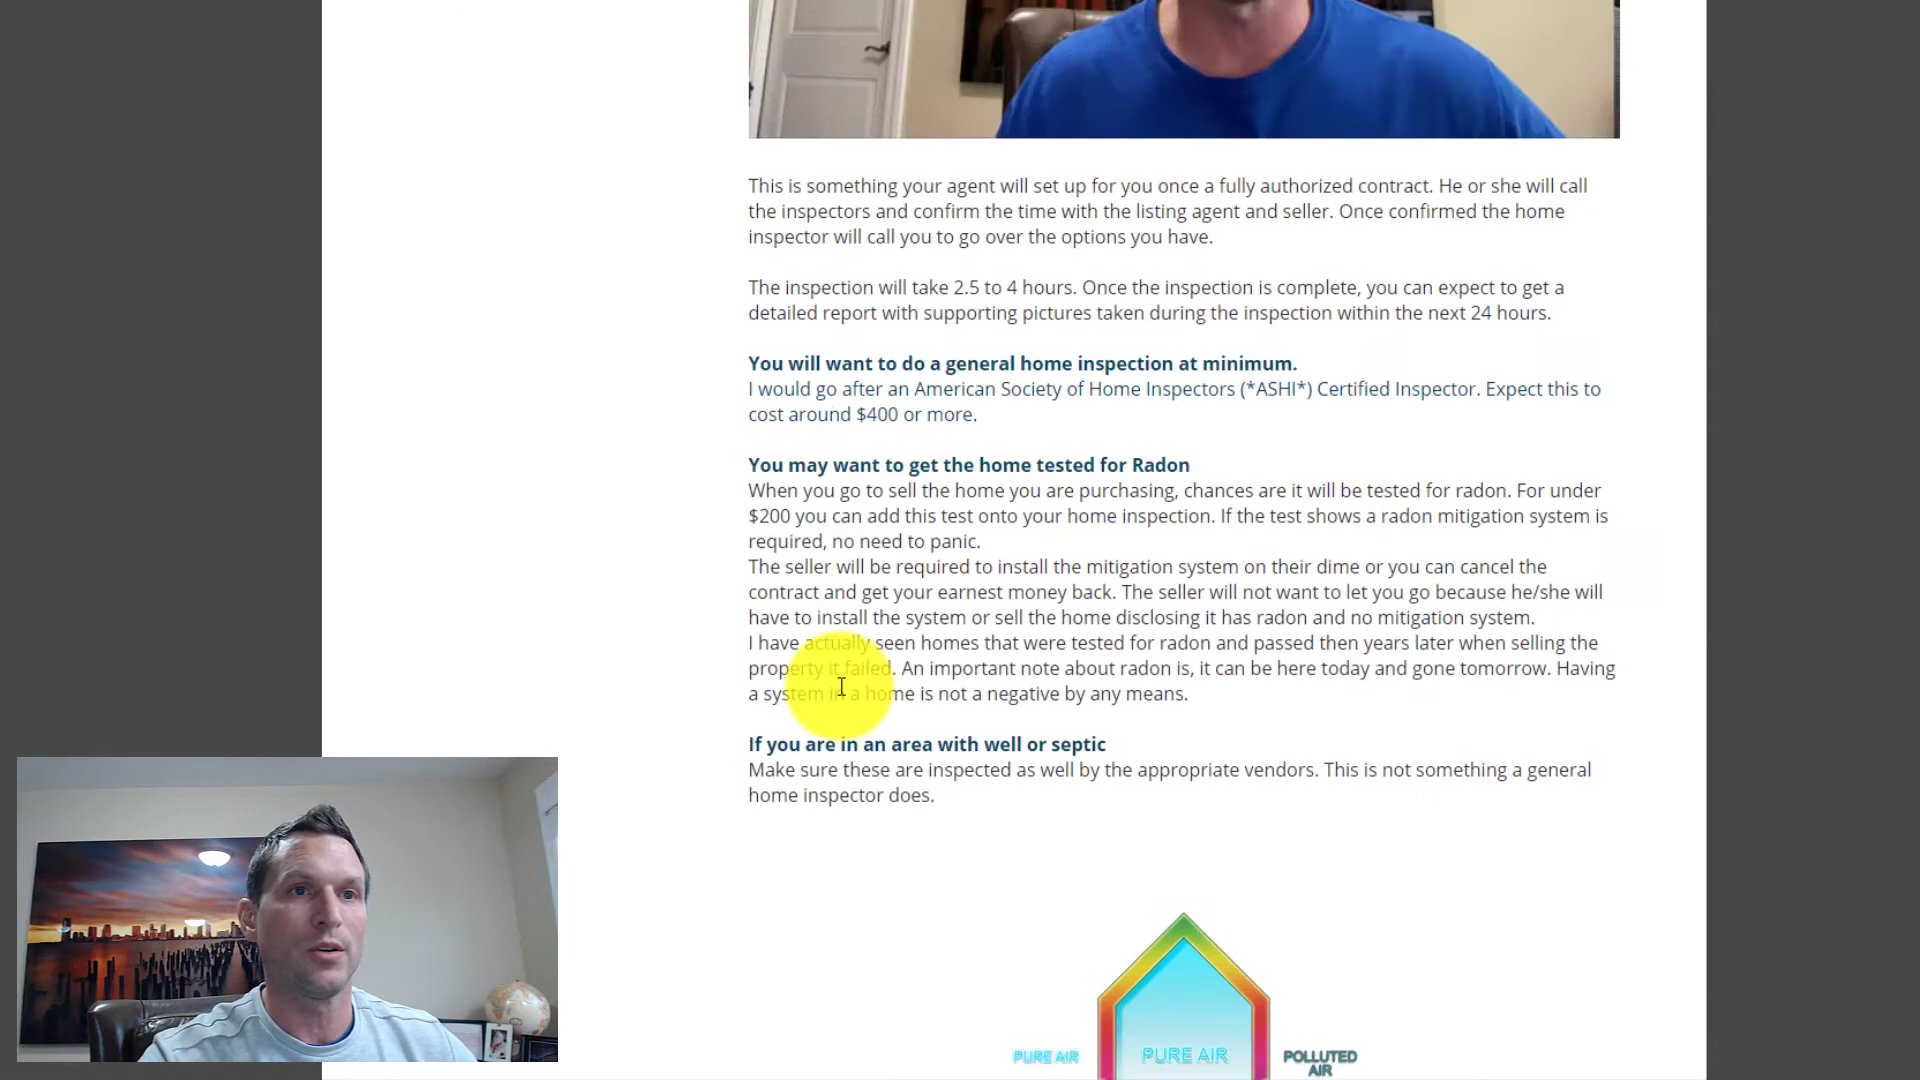 This is something your agent will set up for you once a fully authorized contract. He or she will call
the inspectors and confirm the time with the listing agent and seller. Once confirmed the home
inspector will call you to go over the options you have.
The inspection will take 2.5 to 4 hours. Once the inspection is complete, you can expect to get a
detailed report with supporting pictures taken during the inspection within the next 24 hours.
You will want to do a general home inspection at minimum.
I would go after an American Society of Home Inspectors (*ASHI*) Certified Inspector. Expect this to
cost around $400 or more.
You may want to get the home tested for Radon
When you go to sell the home you are purchasing, chances are it will be tested for radon. For under
$200 you can add this test onto your home inspection. If the test shows a radon mitigation system is
required, no need to panic.
The seller will be required to install the mitigation system on their dime or you can cancel the
contract and get your earnest money back. The seller will not want to let you go because he/she will
have to install the system or sell the home disclosing it has radon and no mitigation system.
I have actually seen homes that were tested for radon and passed then years later when selling the
property it failed. An important note about radon is, it can be here today and gone tomorrow. Having
a system in a home is not a negative by any means.
If you are in an area with well or septic
Make sure these are inspected as well by the appropriate vendors. This is not something a general
home inspector does.
PURE AIR
PURE AIR
POLLUTED
AIR